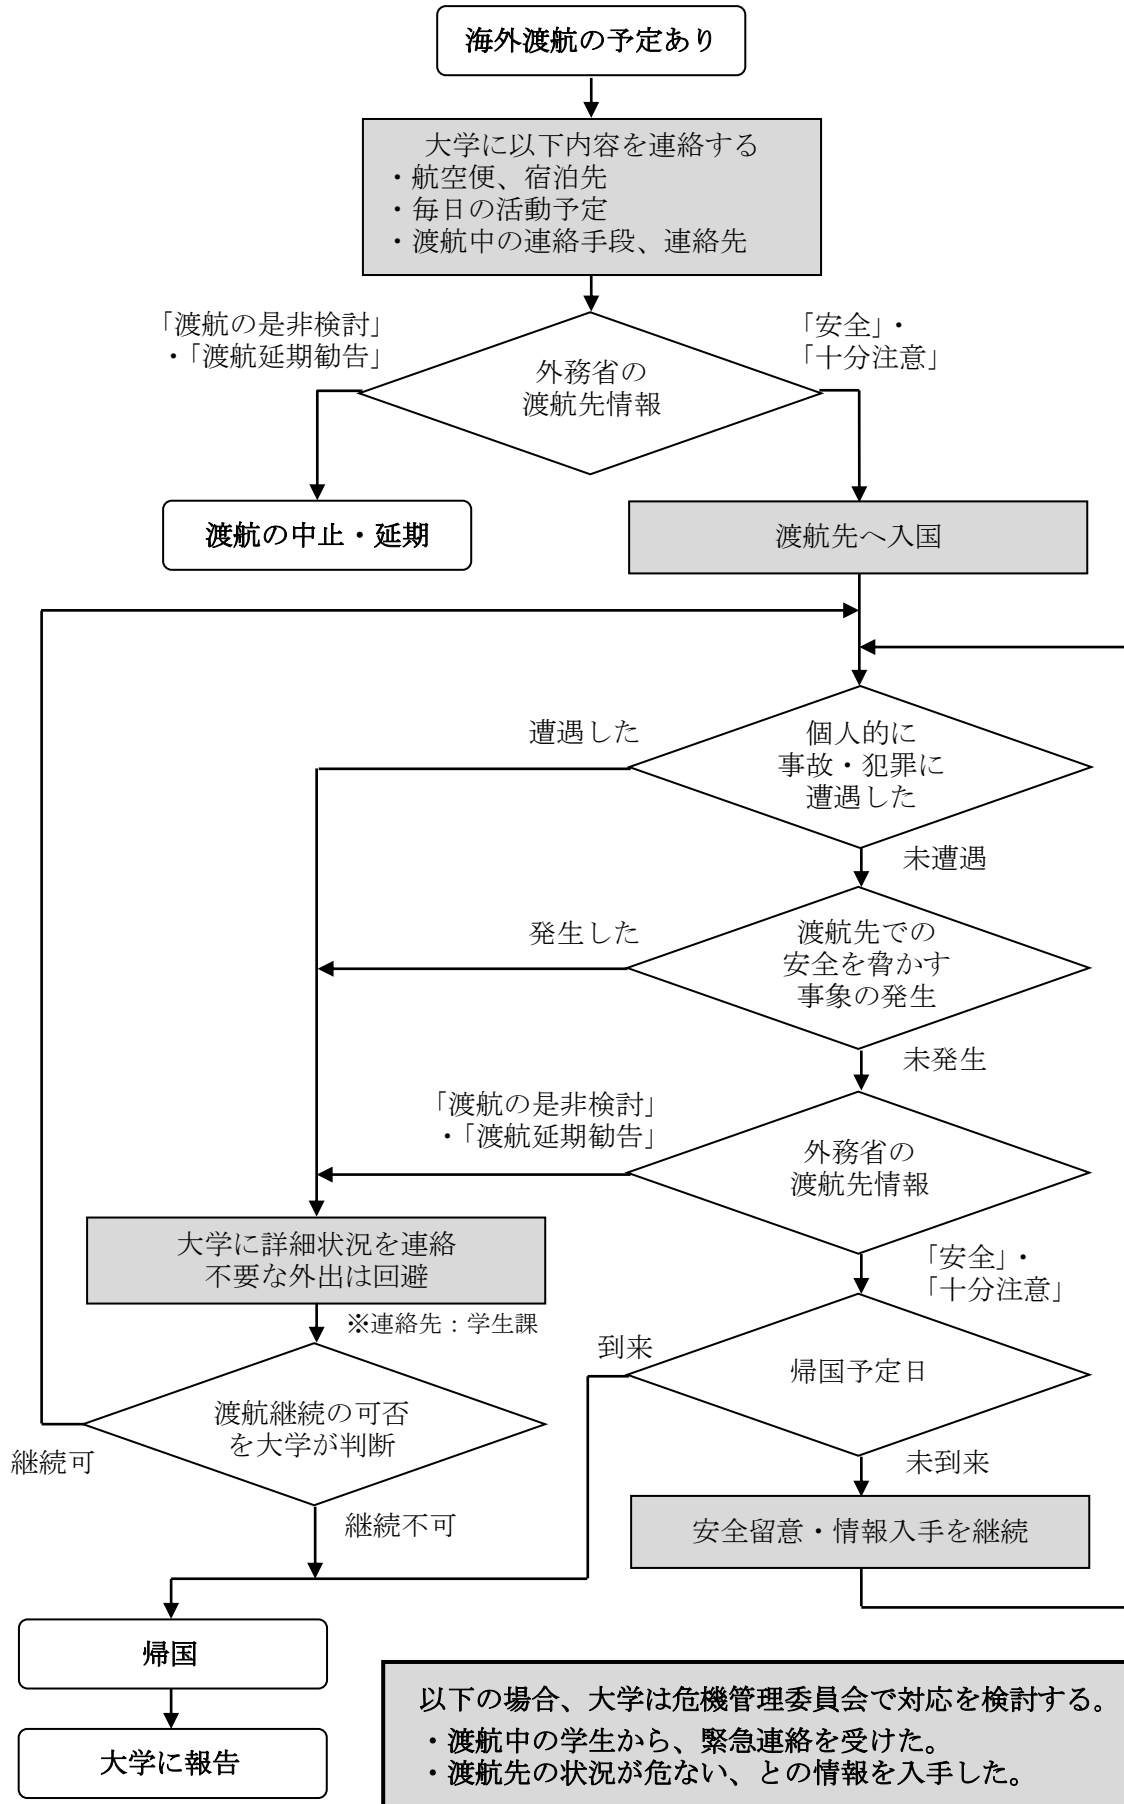 海外渡航の予定あり
大学に以下内容を連絡する
・航空便、宿泊先
・毎日の活動予定
・渡航中の連絡手段、連絡先
「渡航の是非検討」
・「渡航延期勧告」
「安全」・
「十分注意」
外務省の
渡航先情報
渡航の中止・延期
渡航先へ入国
遭遇した
個人的に
事故・犯罪に
遭遇した
未遭遇
発生した
渡航先での
安全を脅かす
事象の発生
未発生
「渡航の是非検討」
・「渡航延期勧告」
外務省の
渡航先情報
「安全」・
「十分注意」
大学に詳細状況を連絡
不要な外出は回避
※連絡先：学生課
到来
帰国予定日
未到来
渡航継続の可否
を大学が判断
継続可
継続不可
安全留意・情報入手を継続
帰国
大学に報告
以下の場合、大学は危機管理委員会で対応を検討する。
・渡航中の学生から、緊急連絡を受けた。
・渡航先の状況が危ない、との情報を入手した。